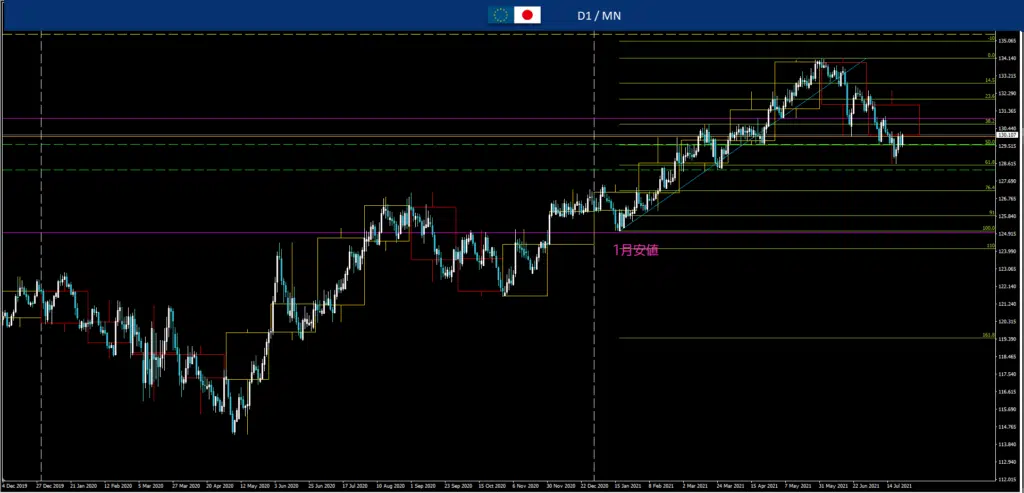 D1 / MN
-10
135.065
0.0
134.140
14.5
133.235
132.290
23.6
131.365
38.2
130.440
130.107
50.0
129.515
61.8
128.615
127.690
76.4
126.765
91
125.840
100.0
124.915
1月安値
110
123.990
123.065
122.140
121.240
120.315
119.390
161.8
118.465
117.540
116.615
115.690
114.765
113.865
112.940
112.015
4 Dec 2019
27 Dec 2019
21 Jan 2020
12 Feb 2020
5 Mar 2020
27 Mar 2020
20 Apr 2020
12 May 2020
3 Jun 2020
25 Jun 2020
17 Jul 2020
10 Aug 2020
1 Sep 2020
23 Sep 2020
15 Oct 2020
6 Nov 2020
30 Nov 2020
22 Dec 2020
15 Jan 2021
8 Feb 2021
2 Mar 2021
24 Mar 2021
15 Apr 2021
7 May 2021
31 May 2021
22 Jun 2021
14 Jul 2021